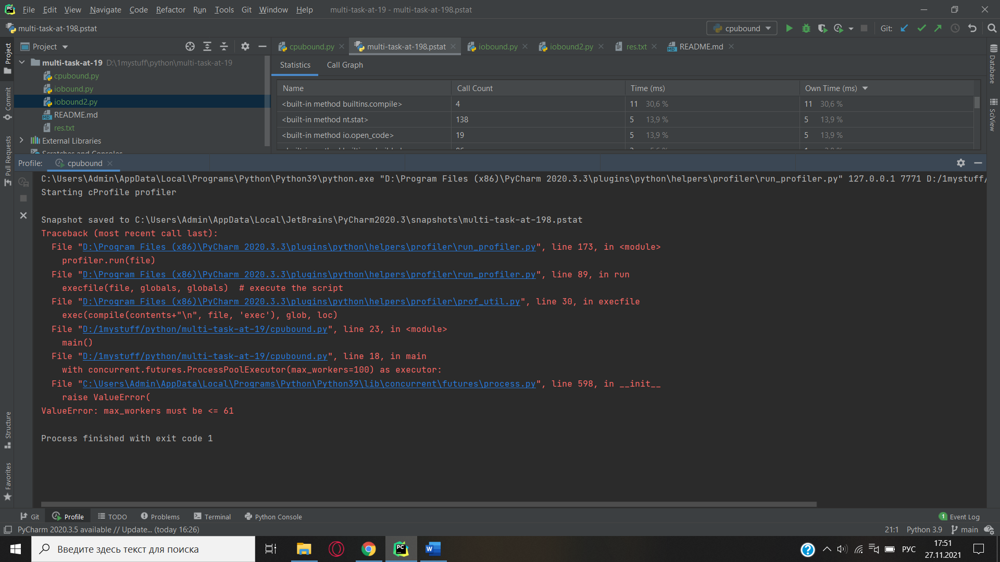 File Edit View Navigate Code Refactor Run Tools Git Window Help multi-task-at-19 - multi-task-at-198.pstat
multi-task-at-198.pstat
cpubound
Git:
Project
cpubound.py
multi-task-at-198.pstat
iobound.py
iobound2.py
res.txt
README.md
multi-task-at-19 D:\1mystuff\python\multi-task-at-19
cpubound.py
iobound.py
iobound2.py
README.md
res.txt
External Libraries
Scratches and Consoles
Statistics Call Graph
Name Call Count Time (ms) Own Time (ms)
<built-in method builtins.compile> 4 11 30,6 % 11 30,6 %
<built-in method nt.stat> 138 5 13,9 % 5 13,9 %
<built-in method io.open_code> 19 5 13,9 % 5 13,9 %
Project
Commit
Pull Requests
Structure
Favorites
Database
SciView
Profile: cpubound
C:\Users\Admin\AppData\Local\Programs\Python\Python39\python.exe "D:\Program Files (x86)\PyCharm 2020.3.3\plugins\python\helpers\profiler\run_profiler.py" 127.0.0.1 7771 D:/1mystuff/
Starting cProfile profiler
Snapshot saved to C:\Users\Admin\AppData\Local\JetBrains\PyCharm2020.3\snapshots\multi-task-at-198.pstat
Traceback (most recent call last):
File "D:\Program Files (x86)\PyCharm 2020.3.3\plugins\python\helpers\profiler\run_profiler.py", line 173, in <module>
profiler.run(file)
File "D:\Program Files (x86)\PyCharm 2020.3.3\plugins\python\helpers\profiler\run_profiler.py", line 89, in run
execfile(file, globals, globals)  # execute the script
File "D:\Program Files (x86)\PyCharm 2020.3.3\plugins\python\helpers\profiler\prof_util.py", line 30, in execfile
exec(compile(contents+"\n", file, 'exec'), glob, loc)
File "D:/1mystuff/python/multi-task-at-19/cpubound.py", line 23, in <module>
main()
File "D:/1mystuff/python/multi-task-at-19/cpubound.py", line 18, in main
with concurrent.futures.ProcessPoolExecutor(max_workers=100) as executor:
File "C:\Users\Admin\AppData\Local\Programs\Python\Python39\lib\concurrent\futures\process.py", line 598, in __init__
raise ValueError(
ValueError: max_workers must be <= 61
Process finished with exit code 1
Git Profile TODO Problems Terminal Python Console 1 Event Log
PyCharm 2020.3.5 available // Update... (today 16:26) 21:1 Python 3.9 main
Введите здесь текст для поиска
РУС
17:51
27.11.2021